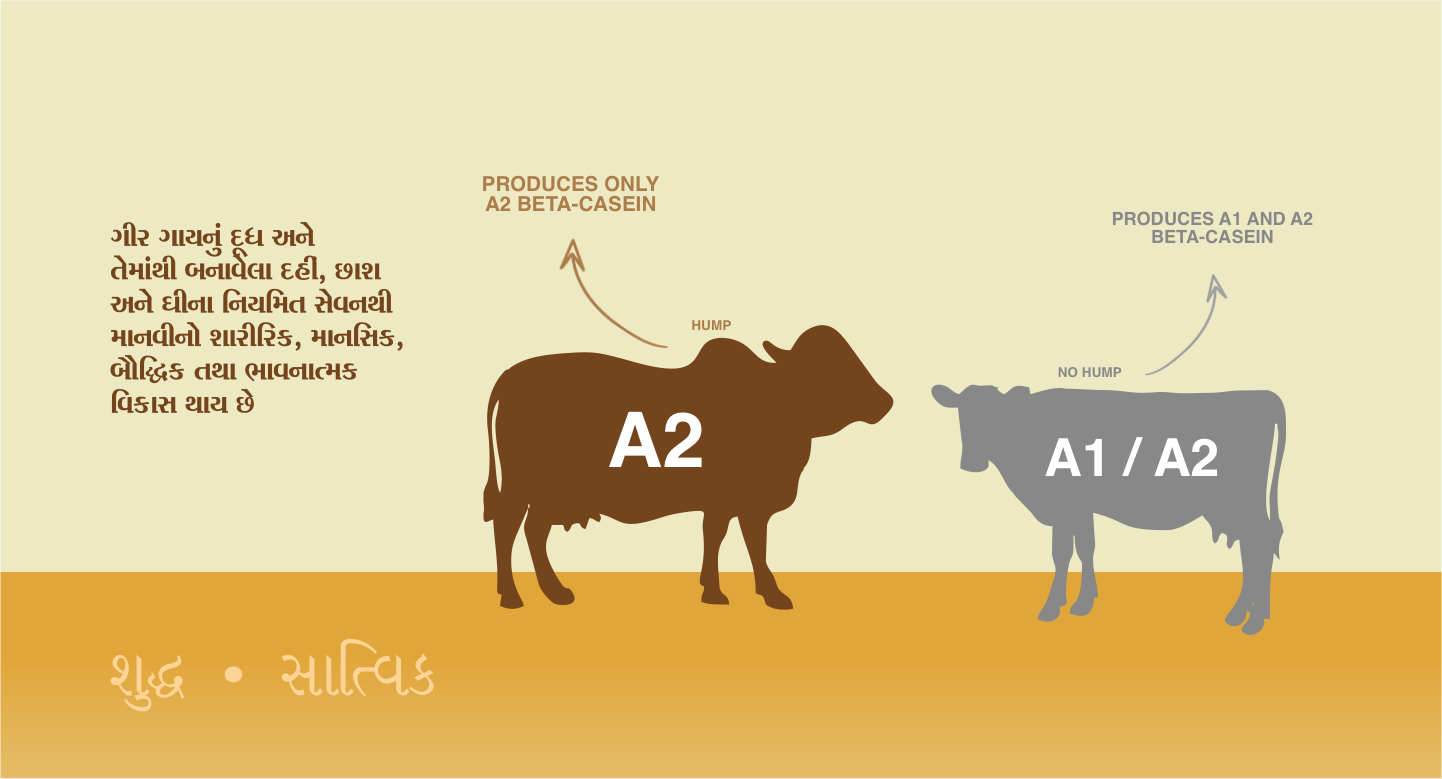 ગીર ગાયનું દૂધ અને
તેમાંથી બનાવેલા દહીં, છાશ
અને ઘીના નિયમિત સેવનથી
માનવીનો શારીરિક, માનસિક,
બૌદ્ધિક તથા ભાવનાત્મક
વિકાસ થાય છે
PRODUCES ONLY
A2 BETA-CASEIN
HUMP
A2
PRODUCES A1 AND A2
BETA-CASEIN
NO HUMP
A1 / A2
શુદ્ધ • સાત્ત્વિક